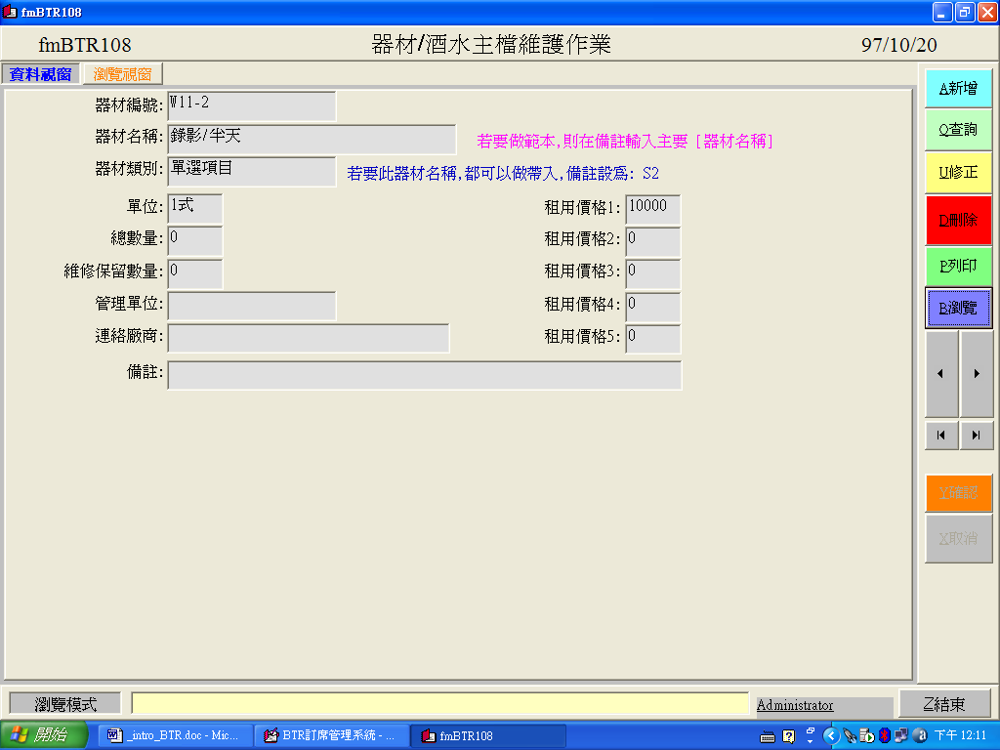 fmBTR108
fmBTR108 器材/酒水主檔維護作業 97/10/20
資料視窗 瀏覽視窗
器材編號: W11-2
器材名稱: 錄影/半天 若要做範本,則在備註輸入主要 [器材名稱]
器材類別: 單選項目 若要此器材名稱,都可以做帶入,備註設為: S2
單位: 1式 租用價格1: 10000
總數量: 0 租用價格2: 0
維修保留數量: 0 租用價格3: 0
管理單位: 租用價格4: 0
連絡廠商: 租用價格5: 0
備註:
A新增
Q查詢
U修正
D刪除
P列印
B瀏覽
Y確認
X取消
瀏覽模式 Administrator Z結束
開始 _intro_BTR.doc - Mic... BTR訂席管理系統 - ... fmBTR108 下午 12:11